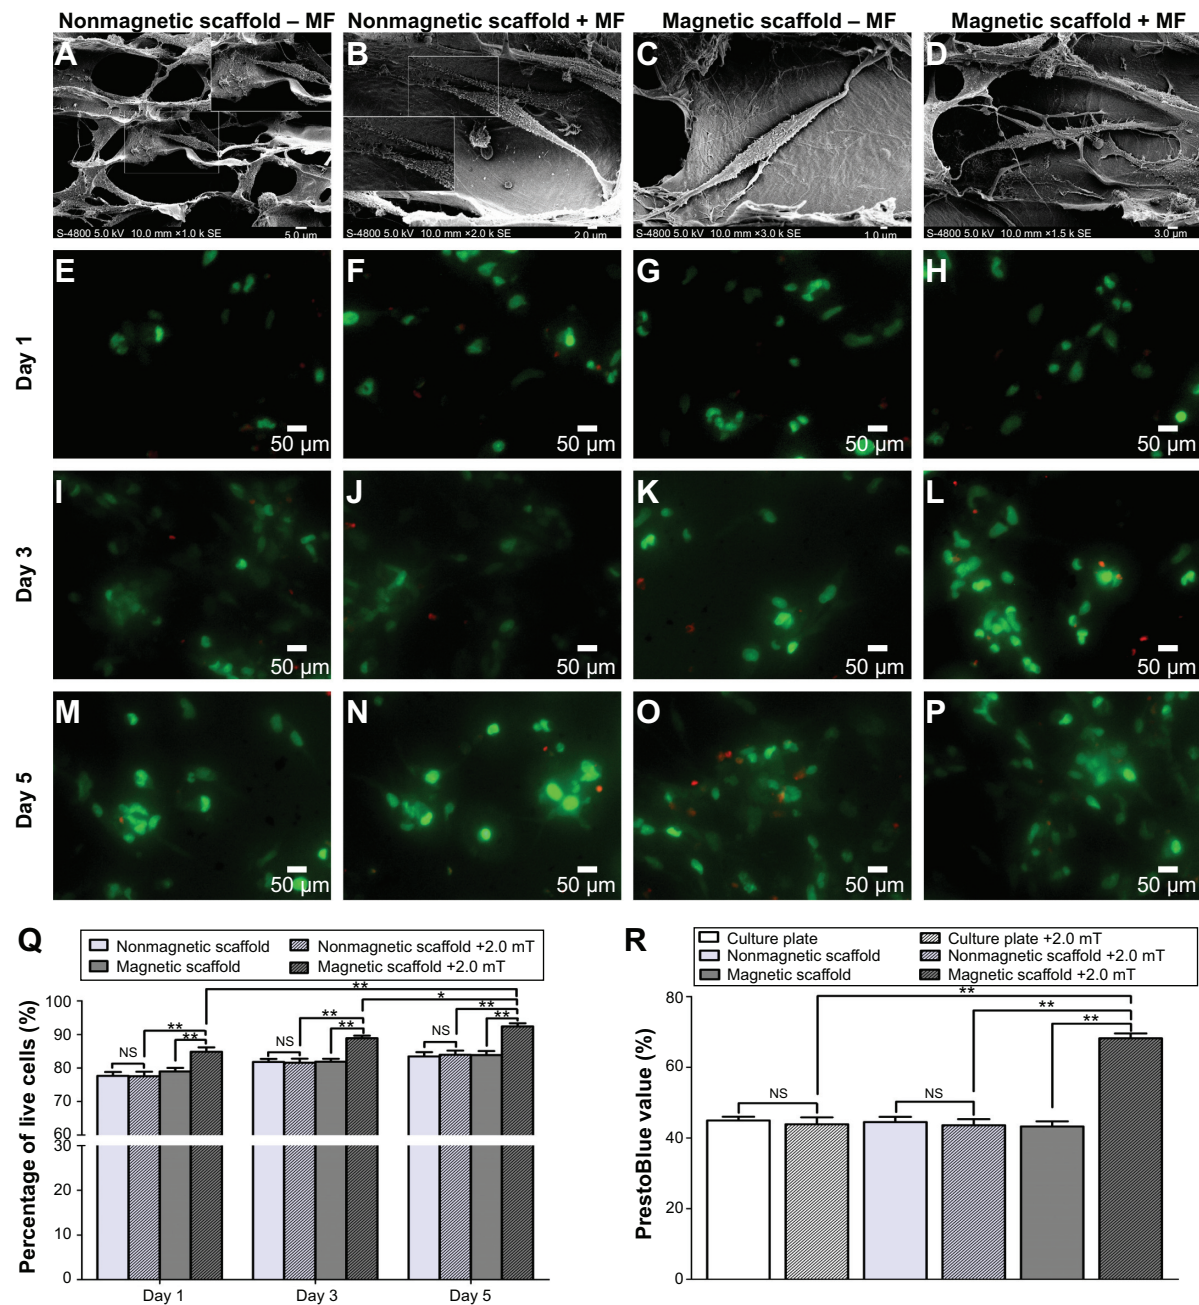 Nonmagnetic scaffold – MF
Nonmagnetic scaffold + MF
Magnetic scaffold – MF
Magnetic scaffold + MF
A
B
C
D
S-4800 5.0 kV 10.0 mm ×1.0 k SE 5.0 µm
S-4800 5.0 kV 10.0 mm ×2.0 k SE 2.0 µm
S-4800 5.0 kV 10.0 mm ×3.0 k SE 1.0 µm
S-4800 5.0 kV 10.0 mm ×1.5 k SE 3.0 µm
Day 1
E
F
G
H
50 µm
50 µm
50 µm
50 µm
Day 3
I
J
K
L
50 µm
50 µm
50 µm
50 µm
Day 5
M
N
O
P
50 µm
50 µm
50 µm
50 µm
Q
Nonmagnetic scaffold
Nonmagnetic scaffold +2.0 mT
Magnetic scaffold
Magnetic scaffold +2.0 mT
Percentage of live cells (%)
100
90
80
70
60
30
20
10
0
NS
**
**
NS
**
**
NS
**
**
**
*
Day 1
Day 3
Day 5
R
Culture plate
Culture plate +2.0 mT
Nonmagnetic scaffold
Nonmagnetic scaffold +2.0 mT
Magnetic scaffold
Magnetic scaffold +2.0 mT
PrestoBlue value (%)
80
60
40
20
0
NS
NS
**
**
**